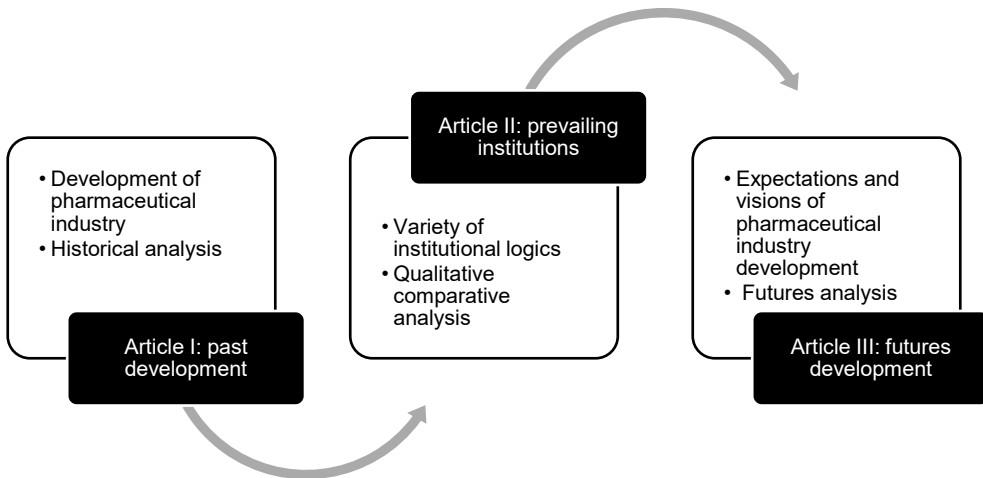 • Development of
pharmaceutical
industry
• Historical analysis
Article I: past
development
Article II: prevailing
institutions
• Variety of
institutional logics
• Qualitative
comparative
analysis
• Expectations and
visions of
pharmaceutical
industry
development
• Futures analysis
Article III: futures
development